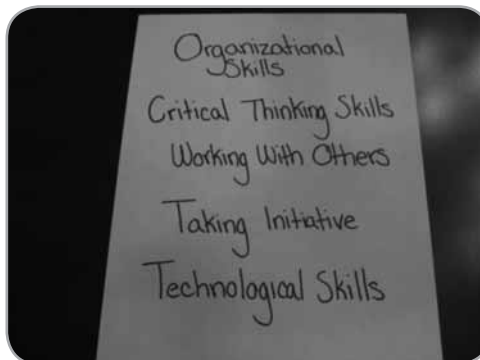 Organizational
Skills
Critical Thinking Skills
Working With Others
Taking Initiative
Technological Skills